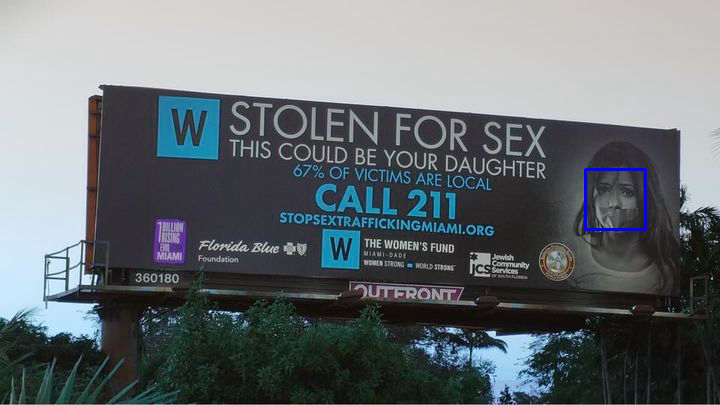 W
STOLEN FOR SEX
THIS COULD BE YOUR DAUGHTER
67% OF VICTIMS ARE LOCAL
CALL 211
STOPSEXTRAFFICKINGMIAMI.ORG
1 BILLION
RISING
MIAMI
Florida Blue
Foundation
W
THE WOMEN'S FUND
MIAMI-DADE
WOMEN STRONG = WORLD STRONG
jcs
Jewish
Community
Services
OF SOUTH FLORIDA
360180
OUTFRONT